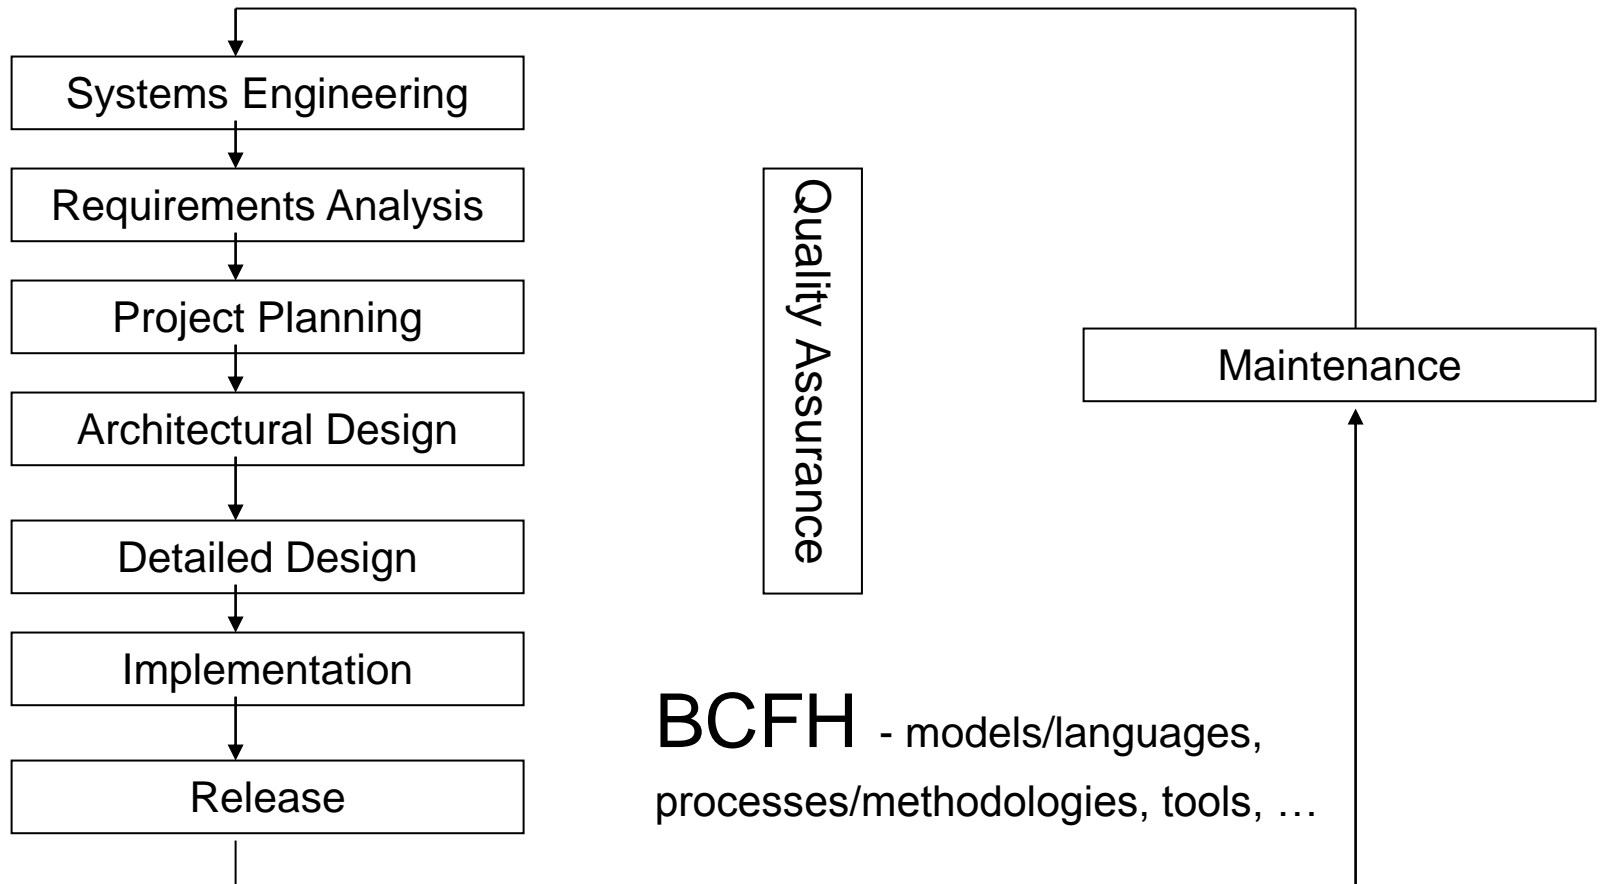 Systems Engineering
Requirements Analysis
Project Planning
Architectural Design
Detailed Design
Implementation
Release
Quality Assurance
Maintenance
BCFH - models/languages,
processes/methodologies, tools, …